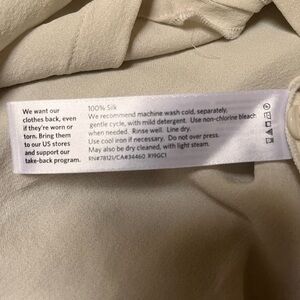 We want our
clothes back, even
if they're worn or
torn. Bring them
to our US stores
and support our
take-back program.
100% Silk
We recommend machine wash cold, separately,
gentle cycle, with mild detergent. Use non-chlorine bleach
when needed. Rinse well. Line dry.
Use cool iron if necessary. Do not over press.
May also be dry cleaned, with light steam.
RN#78121/CA#34460 R19GC1